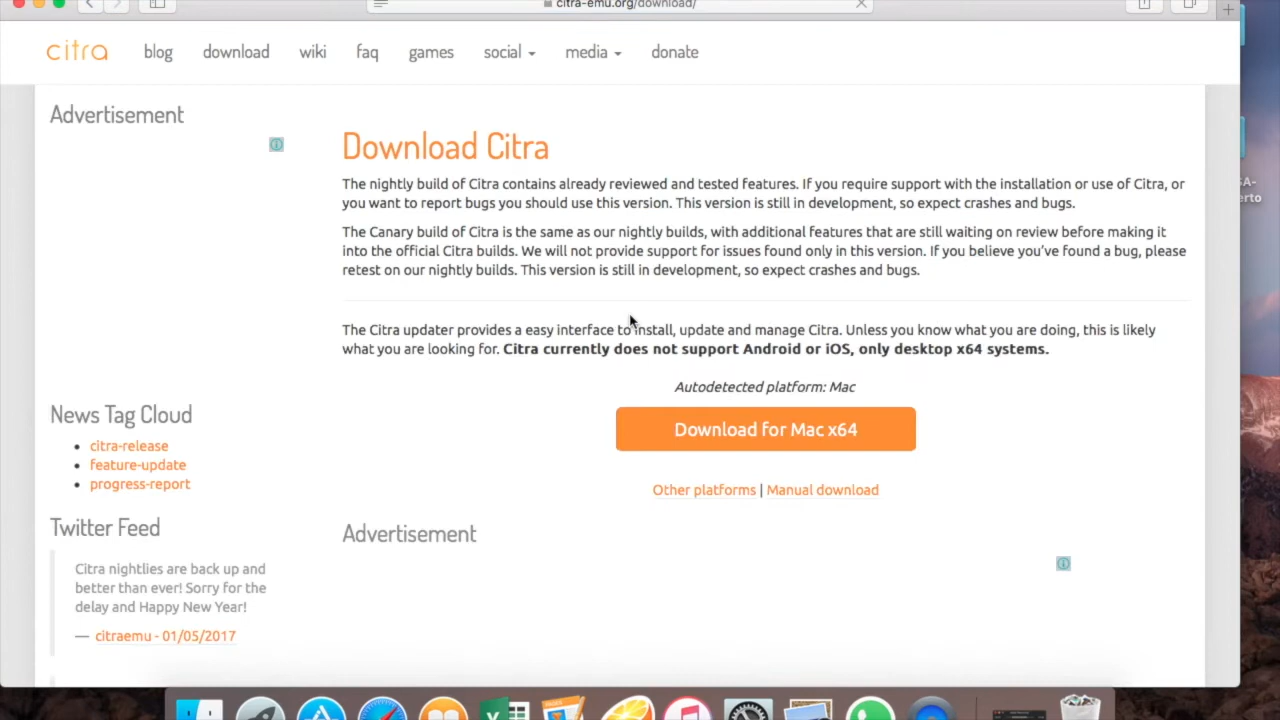 citra-emu.org/download/
citra blog download wiki faq games social media donate
Advertisement
Download Citra
The nightly build of Citra contains already reviewed and tested features. If you require support with the installation or use of Citra, or
you want to report bugs you should use this version. This version is still in development, so expect crashes and bugs.
The Canary build of Citra is the same as our nightly builds, with additional features that are still waiting on review before making it
into the official Citra builds. We will not provide support for issues found only in this version. If you believe you've found a bug, please
retest on our nightly builds. This version is still in development, so expect crashes and bugs.
The Citra updater provides a easy interface to install, update and manage Citra. Unless you know what you are doing, this is likely
what you are looking for. Citra currently does not support Android or iOS, only desktop x64 systems.
Autodetected platform: Mac
Download for Mac x64
Other platforms | Manual download
Advertisement
News Tag Cloud
citra-release
feature-update
progress-report
Twitter Feed
Citra nightlies are back up and
better than ever! Sorry for the
delay and Happy New Year!
— citraemu - 01/05/2017